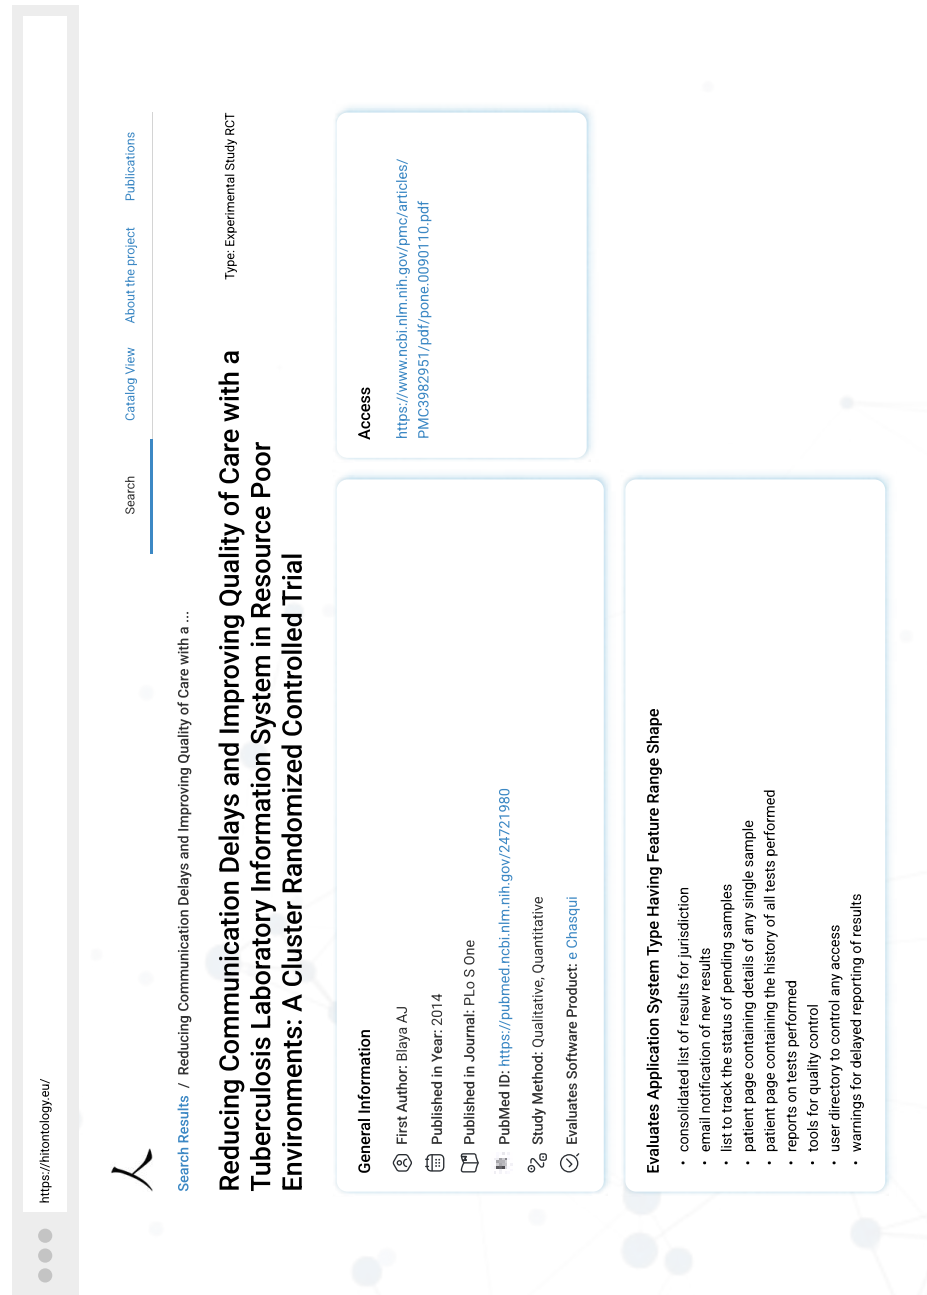 https://hitontology.eu/
Search
Catalog View
About the project
Publications
Search Results / Reducing Communication Delays and Improving Quality of Care with a ...
Reducing Communication Delays and Improving Quality of Care with a
Tuberculosis Laboratory Information System in Resource Poor
Environments: A Cluster Randomized Controlled Trial
Type: Experimental Study RCT
General Information
First Author: Blaya AJ
Published in Year: 2014
Published in Journal: PLo S One
PubMed ID: https://pubmed.ncbi.nlm.nih.gov/24721980
Study Method: Qualitative, Quantitative
Evaluates Software Product: e Chasqui
Access
https://www.ncbi.nlm.nih.gov/pmc/articles/
PMC3982951/pdf/pone.0090110.pdf
Evaluates Application System Type Having Feature Range Shape
• consolidated list of results for jurisdiction
• email notification of new results
• list to track the status of pending samples
• patient page containing details of any single sample
• patient page containing the history of all tests performed
• reports on tests performed
• tools for quality control
• user directory to control any access
• warnings for delayed reporting of results